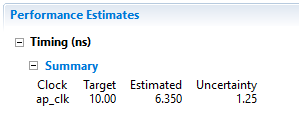 Performance Estimates
Timing (ns)
Summary
Clock Target Estimated Uncertainty
ap_clk 10.00 6.350 1.25